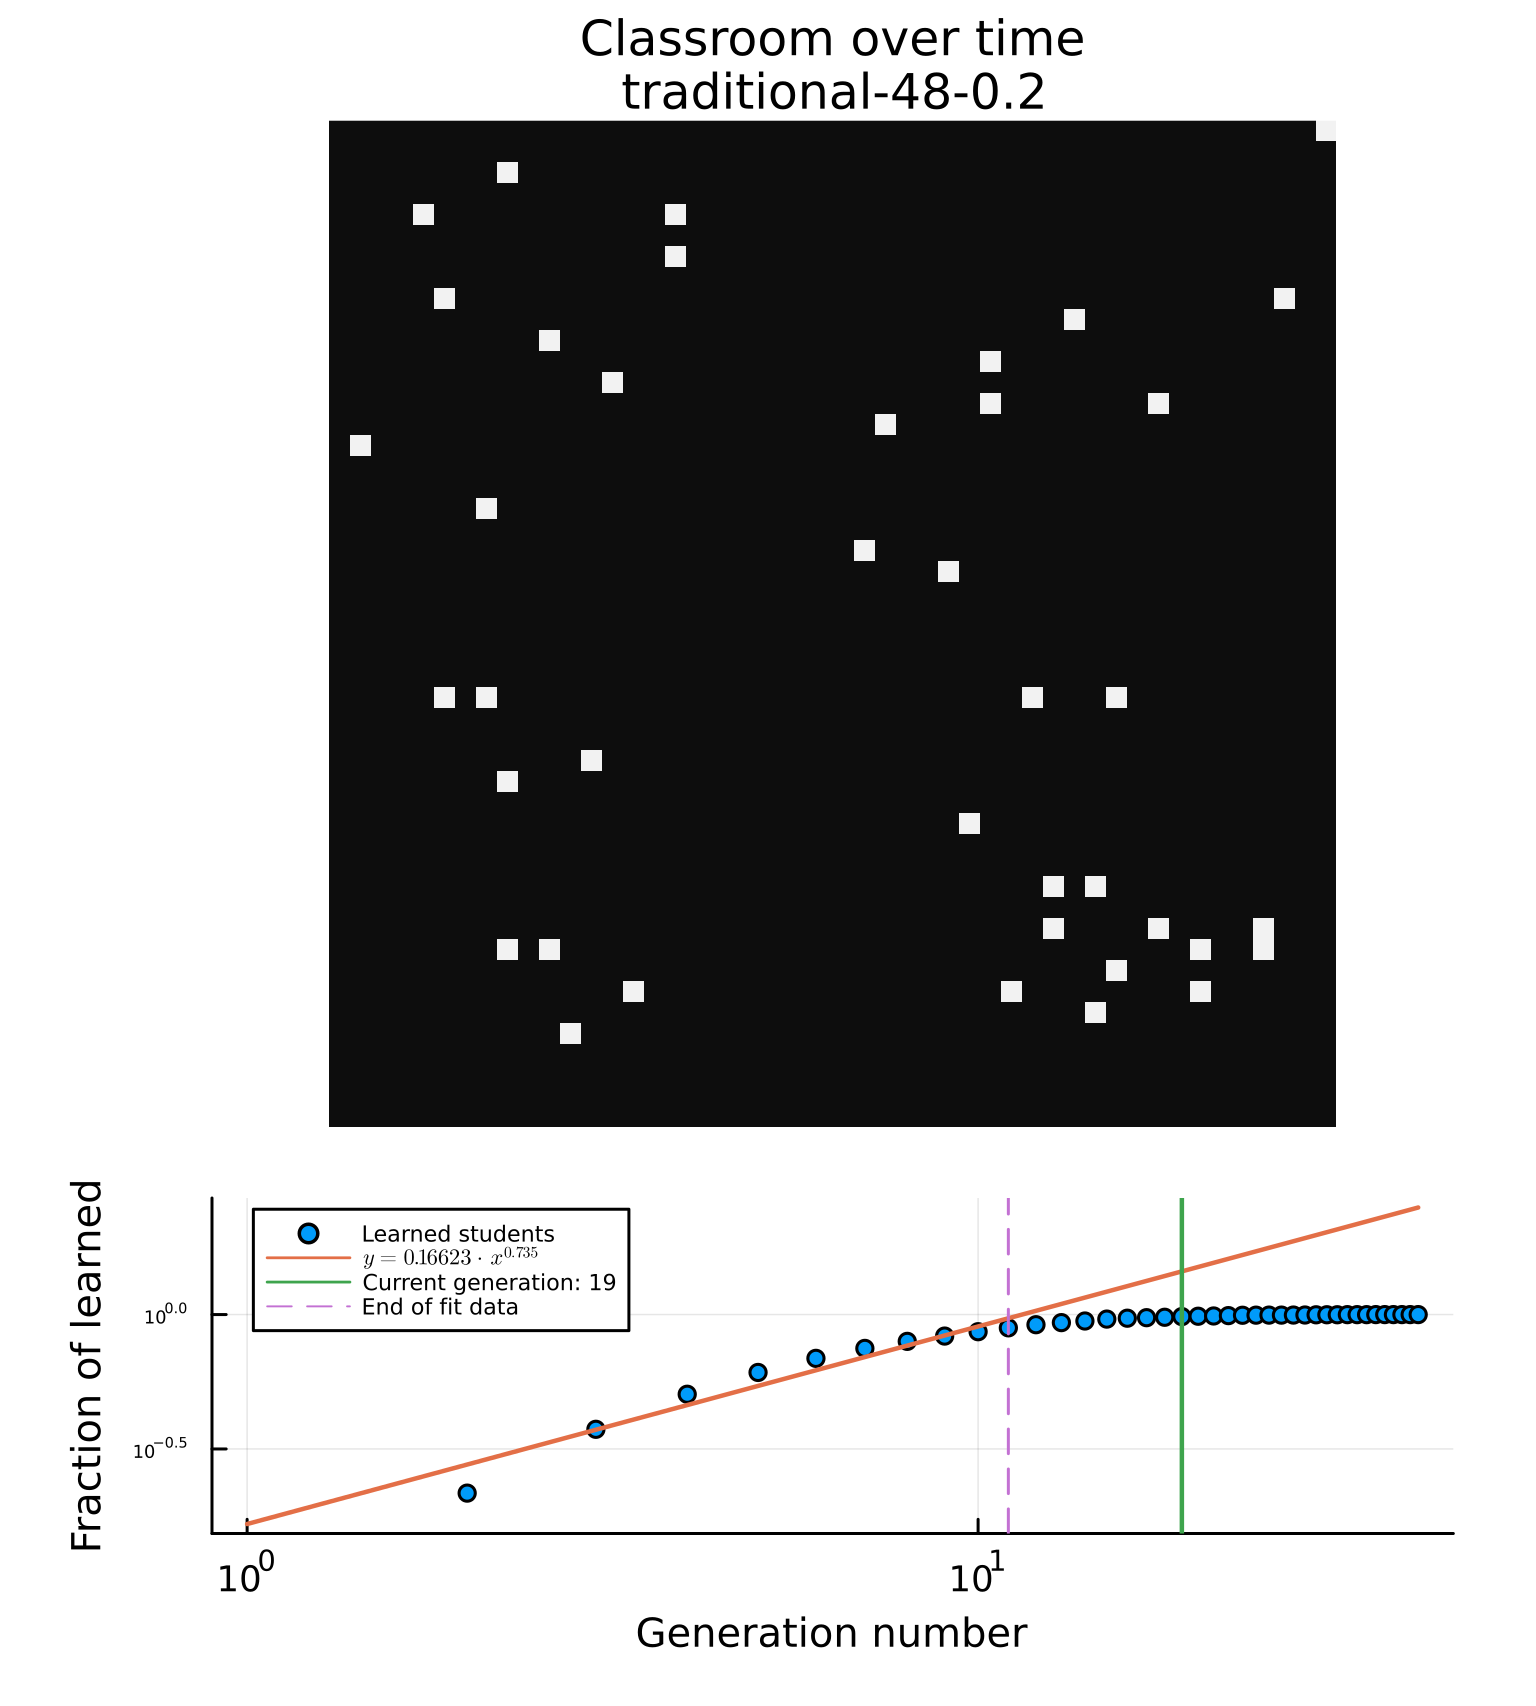 Classroom over time
traditional-48-0.2
Fraction of learned
Learned students
y = 0.16623 · x^0.735
Current generation: 19
End of fit data
10^0.0
10^−0.5
10^0
10^1
Generation number